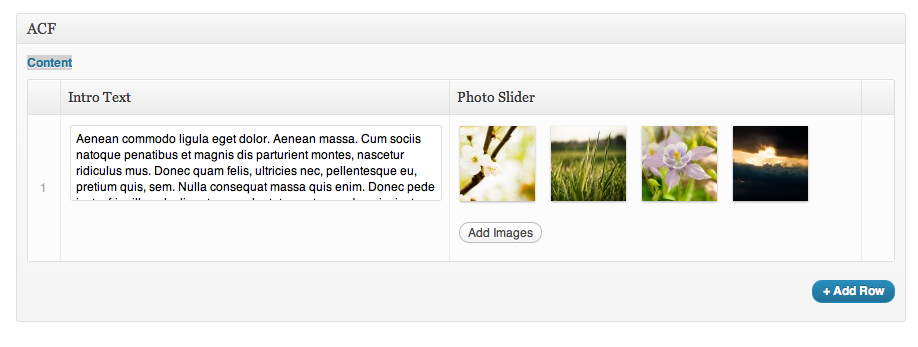 ACF
Content
Intro Text
Photo Slider
1
Aenean commodo ligula eget dolor. Aenean massa. Cum sociis
natoque penatibus et magnis dis parturient montes, nascetur
ridiculus mus. Donec quam felis, ultricies nec, pellentesque eu,
pretium quis, sem. Nulla consequat massa quis enim. Donec pede
Add Images
+ Add Row